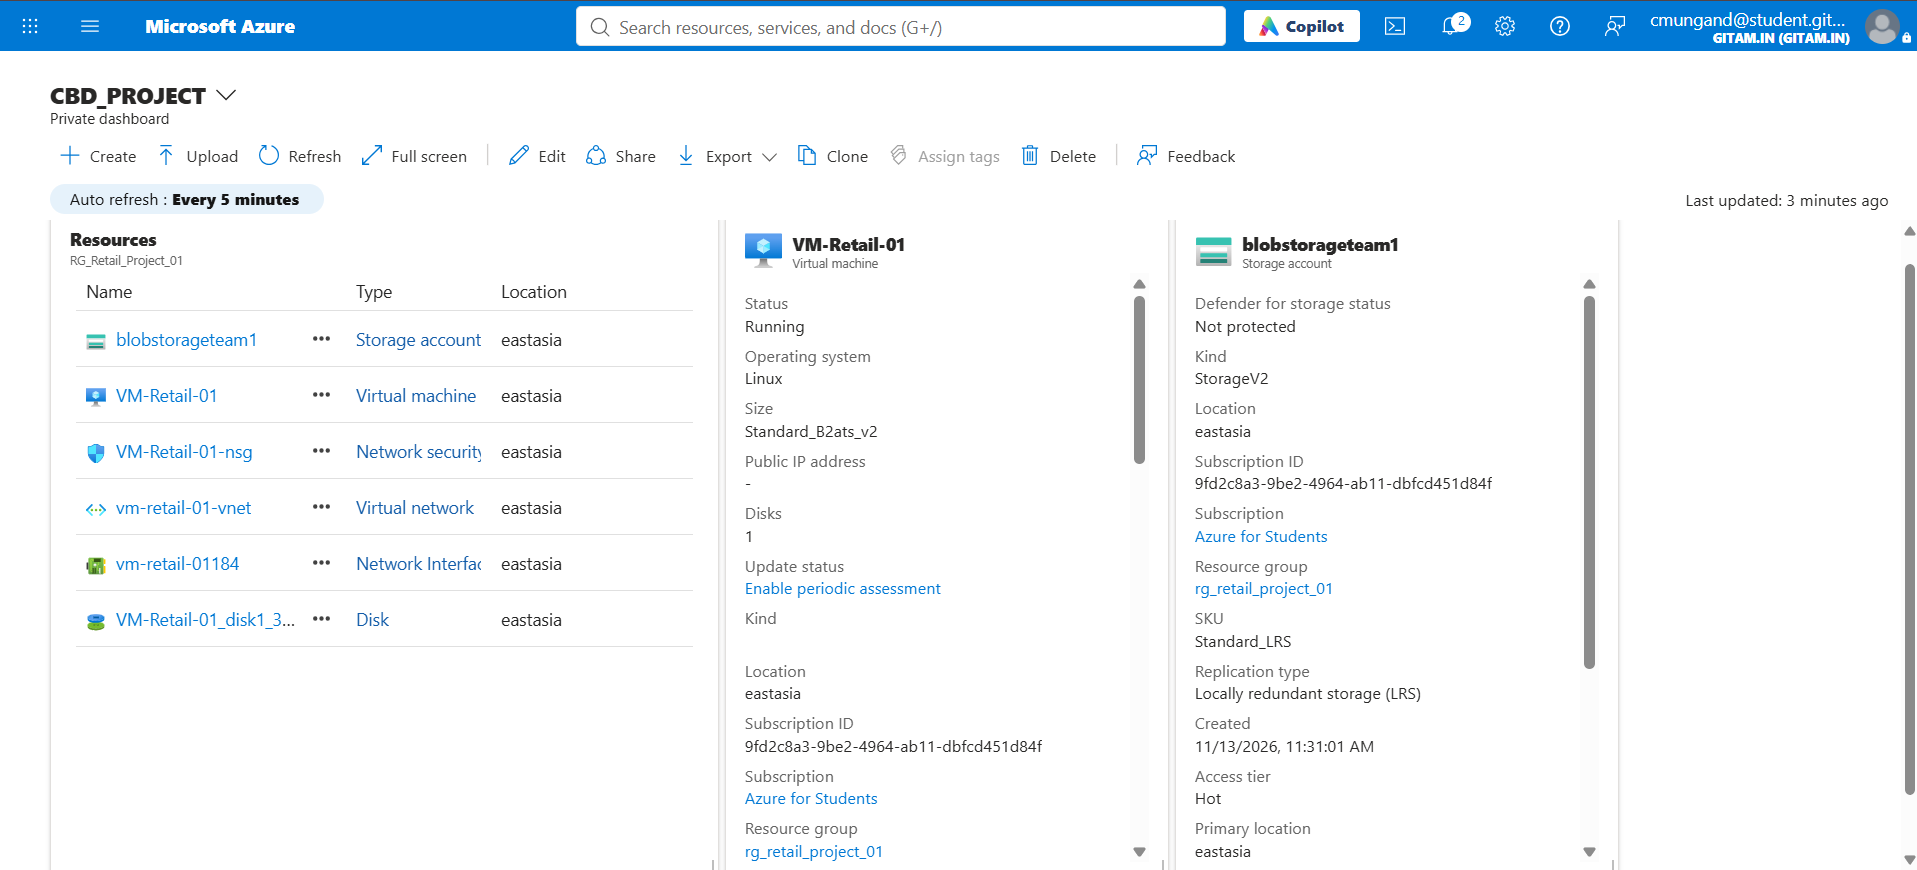 Microsoft Azure
Search resources, services, and docs (G+/)
Copilot
2
cmungand@student.git...
GITAM.IN (GITAM.IN)
CBD_PROJECT
Private dashboard
Create
Upload
Refresh
Full screen
Edit
Share
Export
Clone
Assign tags
Delete
Feedback
Auto refresh : Every 5 minutes
Last updated: 3 minutes ago
Resources
RG_Retail_Project_01
Name Type Location
blobstorageteam1 ••• Storage account eastasia
VM-Retail-01 ••• Virtual machine eastasia
VM-Retail-01-nsg ••• Network security eastasia
vm-retail-01-vnet ••• Virtual network eastasia
vm-retail-01184 ••• Network Interfac eastasia
VM-Retail-01_disk1_3... ••• Disk eastasia
VM-Retail-01
Virtual machine
Status
Running
Operating system
Linux
Size
Standard_B2ats_v2
Public IP address
-
Disks
1
Update status
Enable periodic assessment
Kind
Location
eastasia
Subscription ID
9fd2c8a3-9be2-4964-ab11-dbfcd451d84f
Subscription
Azure for Students
Resource group
rg_retail_project_01
blobstorageteam1
Storage account
Defender for storage status
Not protected
Kind
StorageV2
Location
eastasia
Subscription ID
9fd2c8a3-9be2-4964-ab11-dbfcd451d84f
Subscription
Azure for Students
Resource group
rg_retail_project_01
SKU
Standard_LRS
Replication type
Locally redundant storage (LRS)
Created
11/13/2026, 11:31:01 AM
Access tier
Hot
Primary location
eastasia